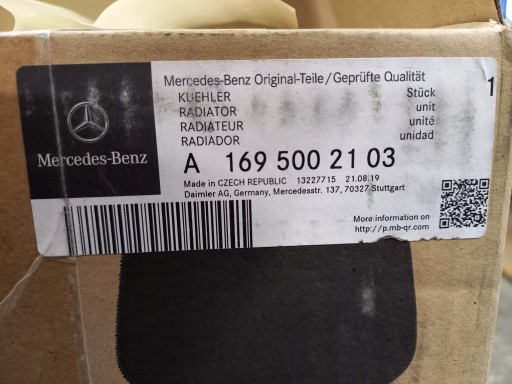 Mercedes-Benz Original-Teile/Geprüfte Qualität
KUEHLER Stück 1
RADIATOR unit
RADIATEUR unité
RADIADOR unidad
Mercedes-Benz
A 169 500 21 03
Made in CZECH REPUBLIC 13227715 21.08.19
Daimler AG, Germany, Mercedesstr. 137, 70327 Stuttgart
More information on
http://p.mb-qr.com